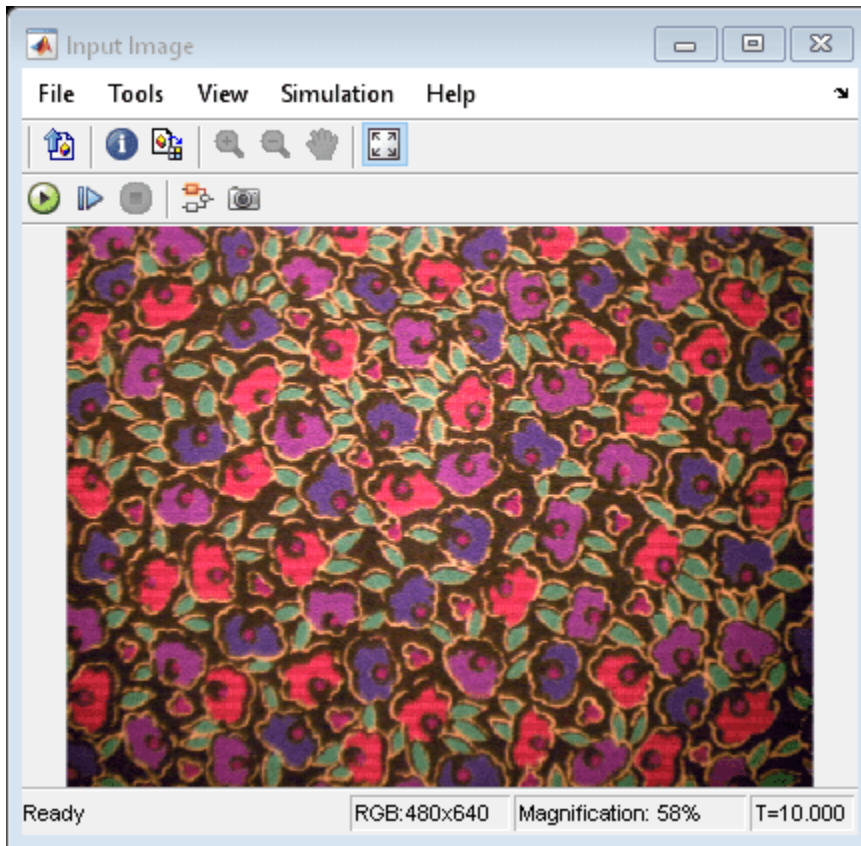 Input Image
File Tools View Simulation Help
Ready RGB:480x640 Magnification: 58% T=10.000